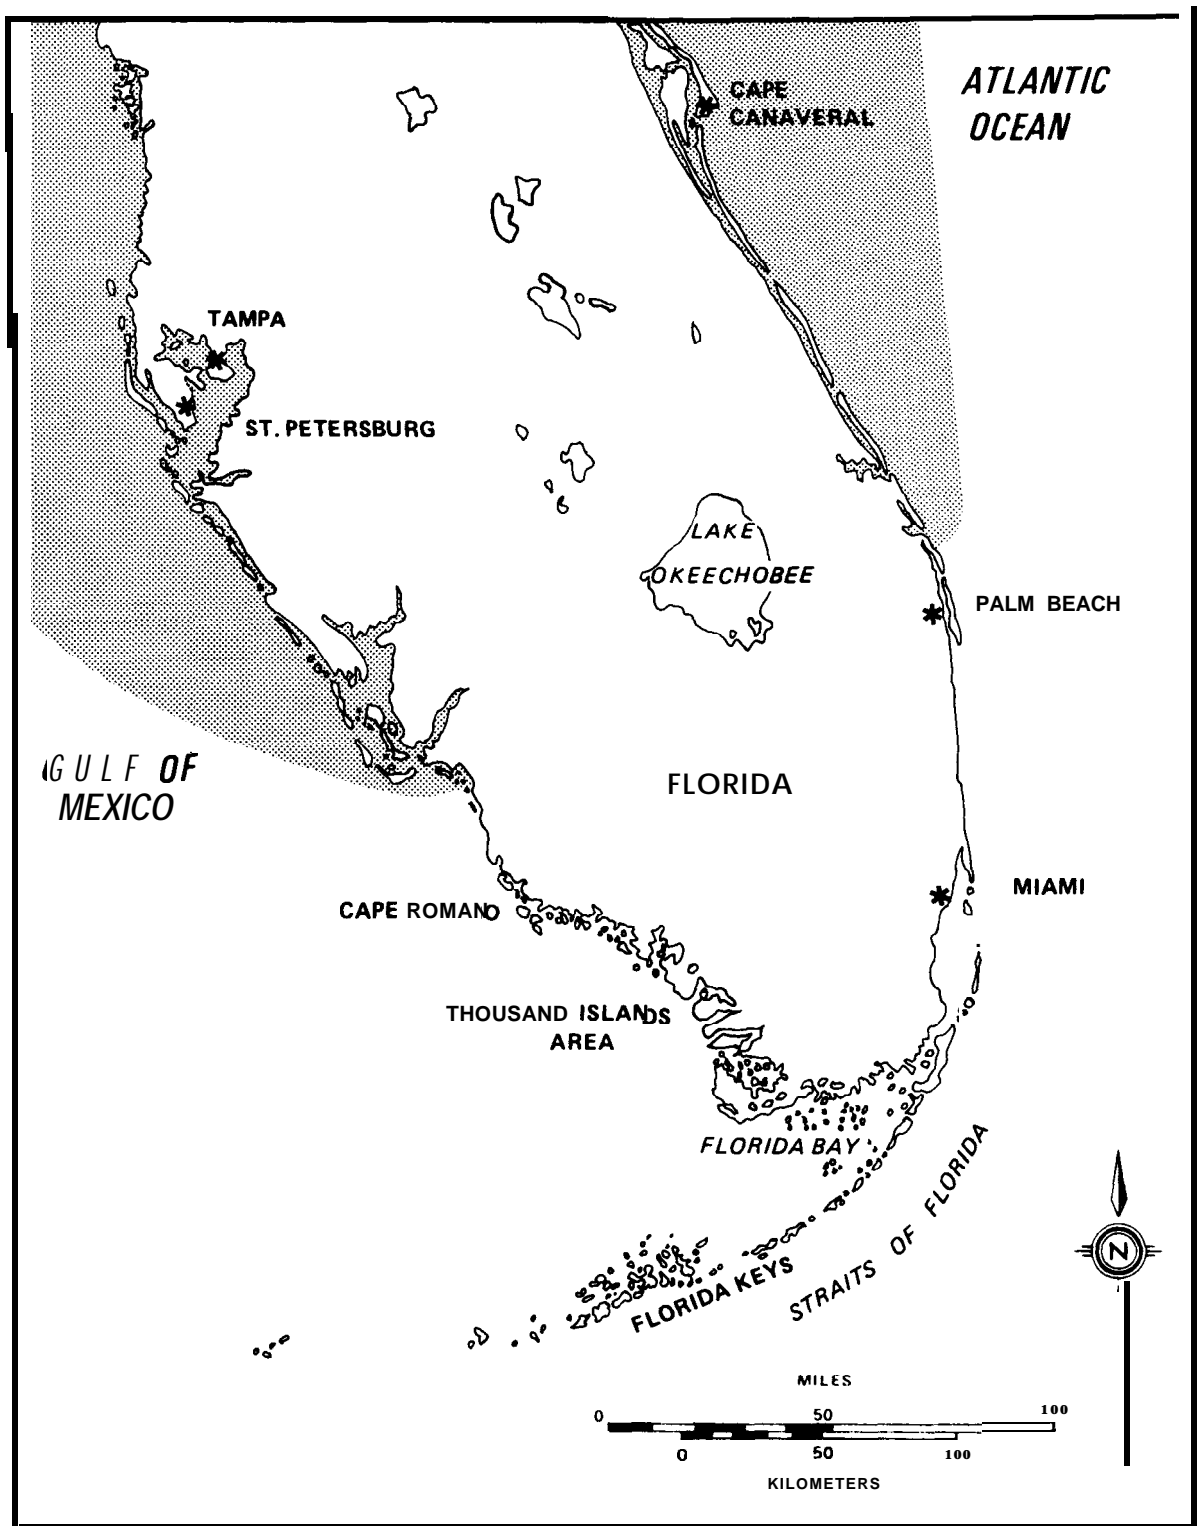 ATLANTIC
OCEAN
CAPE
CANAVERAL
TAMPA
ST. PETERSBURG
LAKE
OKEECHOBEE
PALM BEACH
GULF OF
MEXICO
FLORIDA
MIAMI
CAPE ROMANO
THOUSAND ISLANDS
AREA
FLORIDA BAY
STRAITS OF FLORIDA
FLORIDA KEYS
N
MILES
0 50 100
0 50 100
KILOMETERS